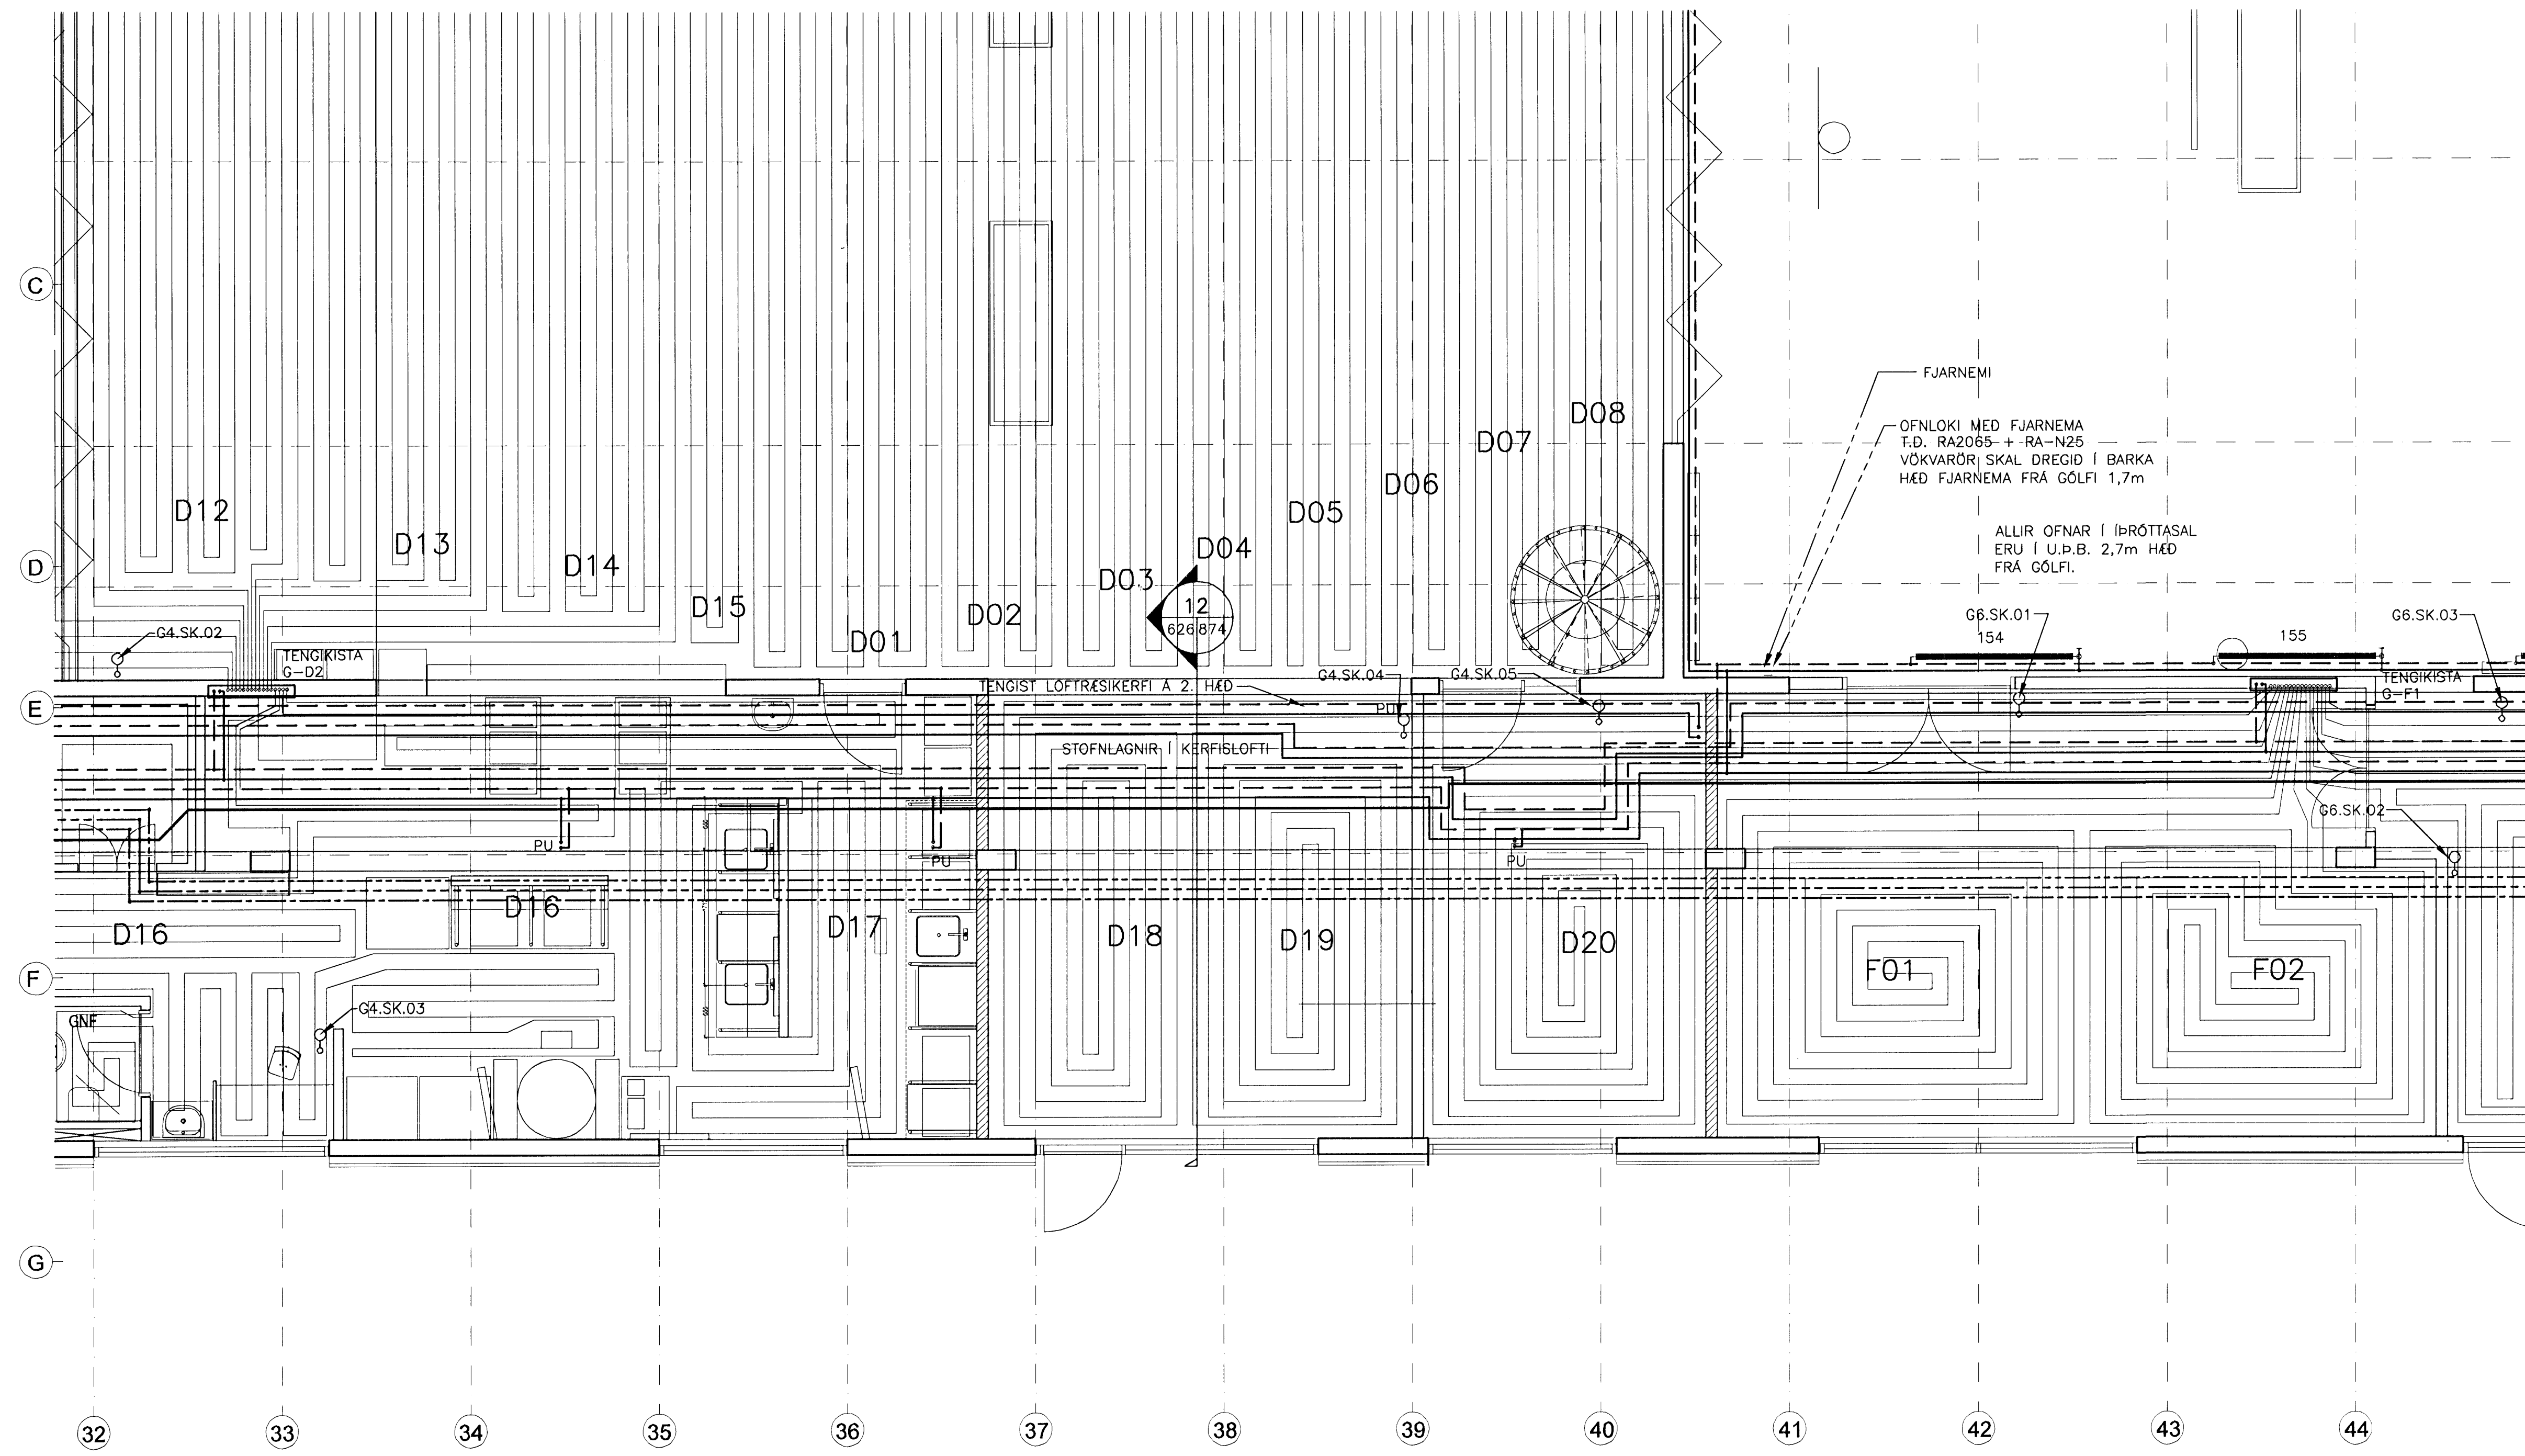 C
FJARNEMI
D08
OFNLOKI MEÐ FJARNEMA
T.D. RA2065 + RA-N25
VÖKVARÖR SKAL DREGIÐ Í BARKA
HÆÐ FJARNEMA FRÁ GÓLFI 1,7m
D07
D06
D12
D05
D13
D04
ALLIR OFNAR Í ÍÞRÓTTASAL
ERU Í U.Þ.B. 2,7m HÆÐ
FRÁ GÓLFI.
D
D14
D03
D15
D02
12
626 874
G4.SK.02
D01
G6.SK.01
154
155
G6.SK.03
TENGIKISTA
G-D2
G4.SK.04
G4.SK.05
TENGIST LOFTRÆSIKERFI Á 2. HÆÐ
TENGIKISTA
G-F1
E
PU
STOFNLAGNIR Í KERFISLOFTI
G6.SK.02
PU
PU
PU
D16
D16
D17
D18
D19
D20
F01
F02
F
G4.SK.03
GNF
G
32
33
34
35
36
37
38
39
40
41
42
43
44